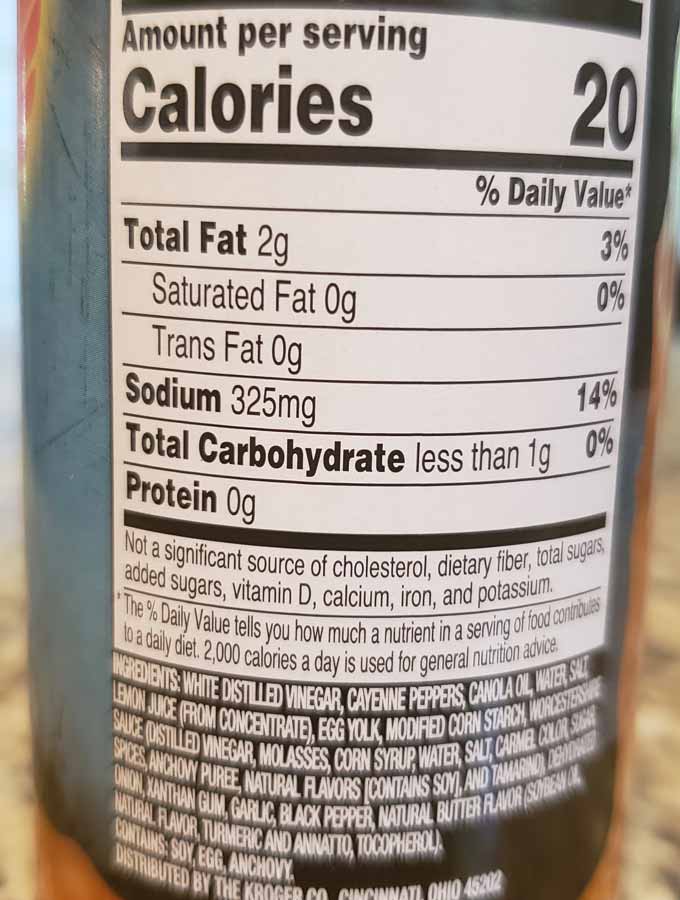 Amount per serving
Calories 20
% Daily Value*
Total Fat 2g 3%
Saturated Fat 0g 0%
Trans Fat 0g
Sodium 325mg 14%
Total Carbohydrate less than 1g 0%
Protein 0g
Not a significant source of cholesterol, dietary fiber, total sugars,
added sugars, vitamin D, calcium, iron, and potassium.
*The % Daily Value tells you how much a nutrient in a serving of food contributes
to a daily diet. 2,000 calories a day is used for general nutrition advice.
INGREDIENTS: WHITE DISTILLED VINEGAR, CAYENNE PEPPERS, CANOLA OIL, WATER, SALT,
LEMON JUICE (FROM CONCENTRATE), EGG YOLK, MODIFIED CORN STARCH, WORCESTERSHIRE
SAUCE (DISTILLED VINEGAR, MOLASSES, CORN SYRUP, WATER, SALT, CARMEL COLOR, SUGAR,
SPICES, ANCHOVY PUREE, NATURAL FLAVORS [CONTAINS SOY], AND TAMARIND), DEHYDRATED
ONION, XANTHAN GUM, GARLIC, BLACK PEPPER, NATURAL BUTTER FLAVOR (SOYBEAN OIL,
NATURAL FLAVOR, TURMERIC AND ANNATTO, TOCOPHEROL).
CONTAINS: SOY, EGG, ANCHOVY.
DISTRIBUTED BY THE KROGER CO., CINCINNATI, OHIO 45202